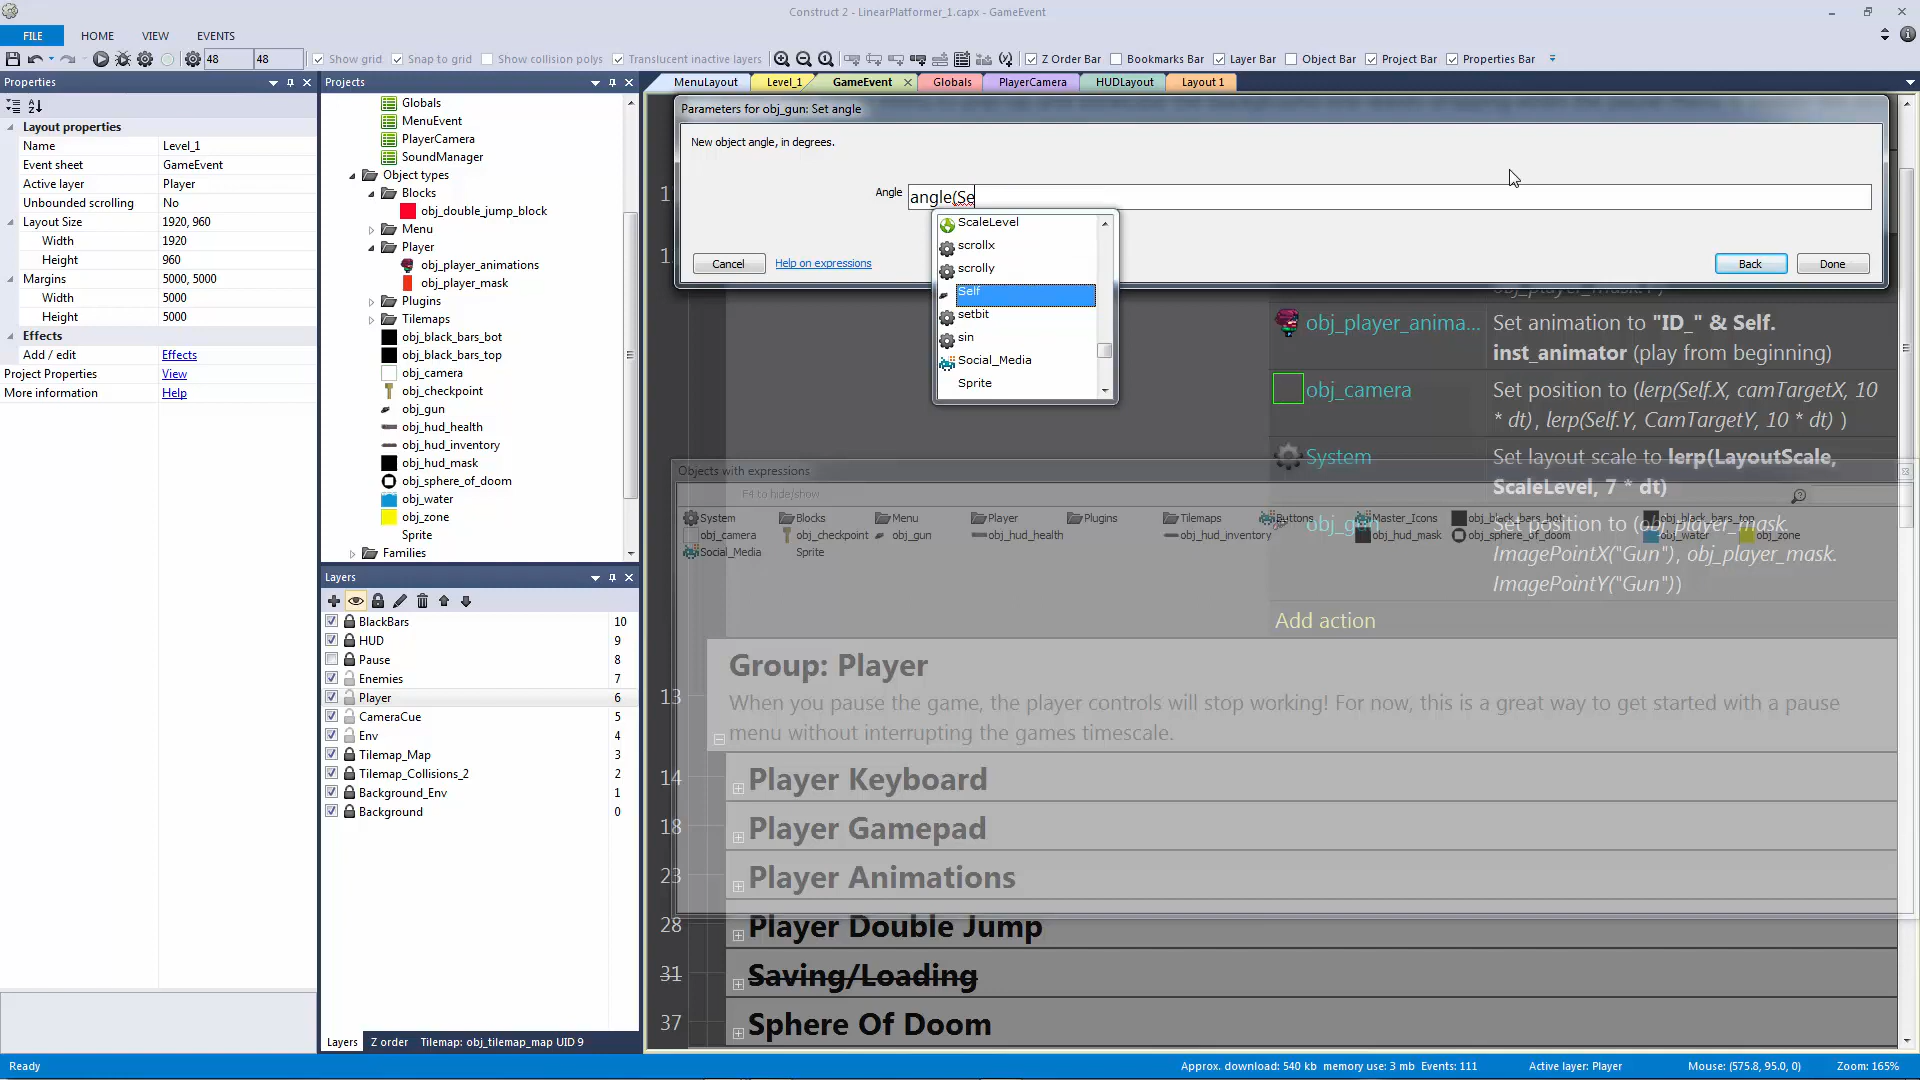 Construct 2 - LinearPlatformer_1.capx - GameEvent
FILE HOME VIEW EVENTS
48 48 Show grid Snap to grid Show collision polys Translucent inactive layers Z Order Bar Bookmarks Bar Layer Bar Object Bar Project Bar Properties Bar
Properties
Layout properties
Name Level_1
Event sheet GameEvent
Active layer Player
Unbounded scrolling No
Layout Size 1920, 960
Width 1920
Height 960
Margins 5000, 5000
Width 5000
Height 5000
Effects
Add / edit Effects
Project Properties View
More information Help
Projects
Globals
MenuEvent
PlayerCamera
SoundManager
Object types
Blocks
obj_double_jump_block
Menu
Player
obj_player_animations
obj_player_mask
Plugins
Tilemaps
obj_black_bars_bot
obj_black_bars_top
obj_camera
obj_checkpoint
obj_gun
obj_hud_health
obj_hud_inventory
obj_hud_mask
obj_sphere_of_doom
obj_water
obj_zone
Sprite
Families
Layers
BlackBars 10
HUD 9
Pause 8
Enemies 7
Player 6
CameraCue 5
Env 4
Tilemap_Map 3
Tilemap_Collisions_2 2
Background_Env 1
Background 0
Layers Z order Tilemap: obj_tilemap_map UID 9
MenuLayout Level_1 GameEvent Globals PlayerCamera HUDLayout Layout 1
Parameters for obj_gun: Set angle
New object angle, in degrees.
Angle angle(Se
ScaleLevel
scrollx
scrolly
Self
setbit
sin
Social_Media
Sprite
Cancel Help on expressions Back Done
obj_player_mask.
obj_player_anima... Set animation to "ID_" & Self.
inst_animator (play from beginning)
obj_camera Set position to (lerp(Self.X, camTargetX, 10
* dt), lerp(Self.Y, CamTargetY, 10 * dt) )
System Set layout scale to lerp(LayoutScale,
ScaleLevel, 7 * dt)
obj_gun Set position to (obj_player_mask.
ImagePointX("Gun"), obj_player_mask.
ImagePointY("Gun"))
Add action
Objects with expressions
F4 to hide/show
System Blocks Menu Player Plugins Tilemaps Buttons Master_Icons obj_black_bars_bot obj_black_bars_top
obj_camera obj_checkpoint obj_gun obj_hud_health obj_hud_inventory obj_hud_mask obj_sphere_of_doom obj_water obj_zone
Social_Media Sprite
Group: Player
13 When you pause the game, the player controls will stop working! For now, this is a great way to get started with a pause
menu without interrupting the games timescale.
14 Player Keyboard
18 Player Gamepad
23 Player Animations
28 Player Double Jump
31 Saving/Loading
37 Sphere Of Doom
Ready Approx. download: 540 kb memory use: 3 mb Events: 111 Active layer: Player Mouse: (575.8, 95.0, 0) Zoom: 165%